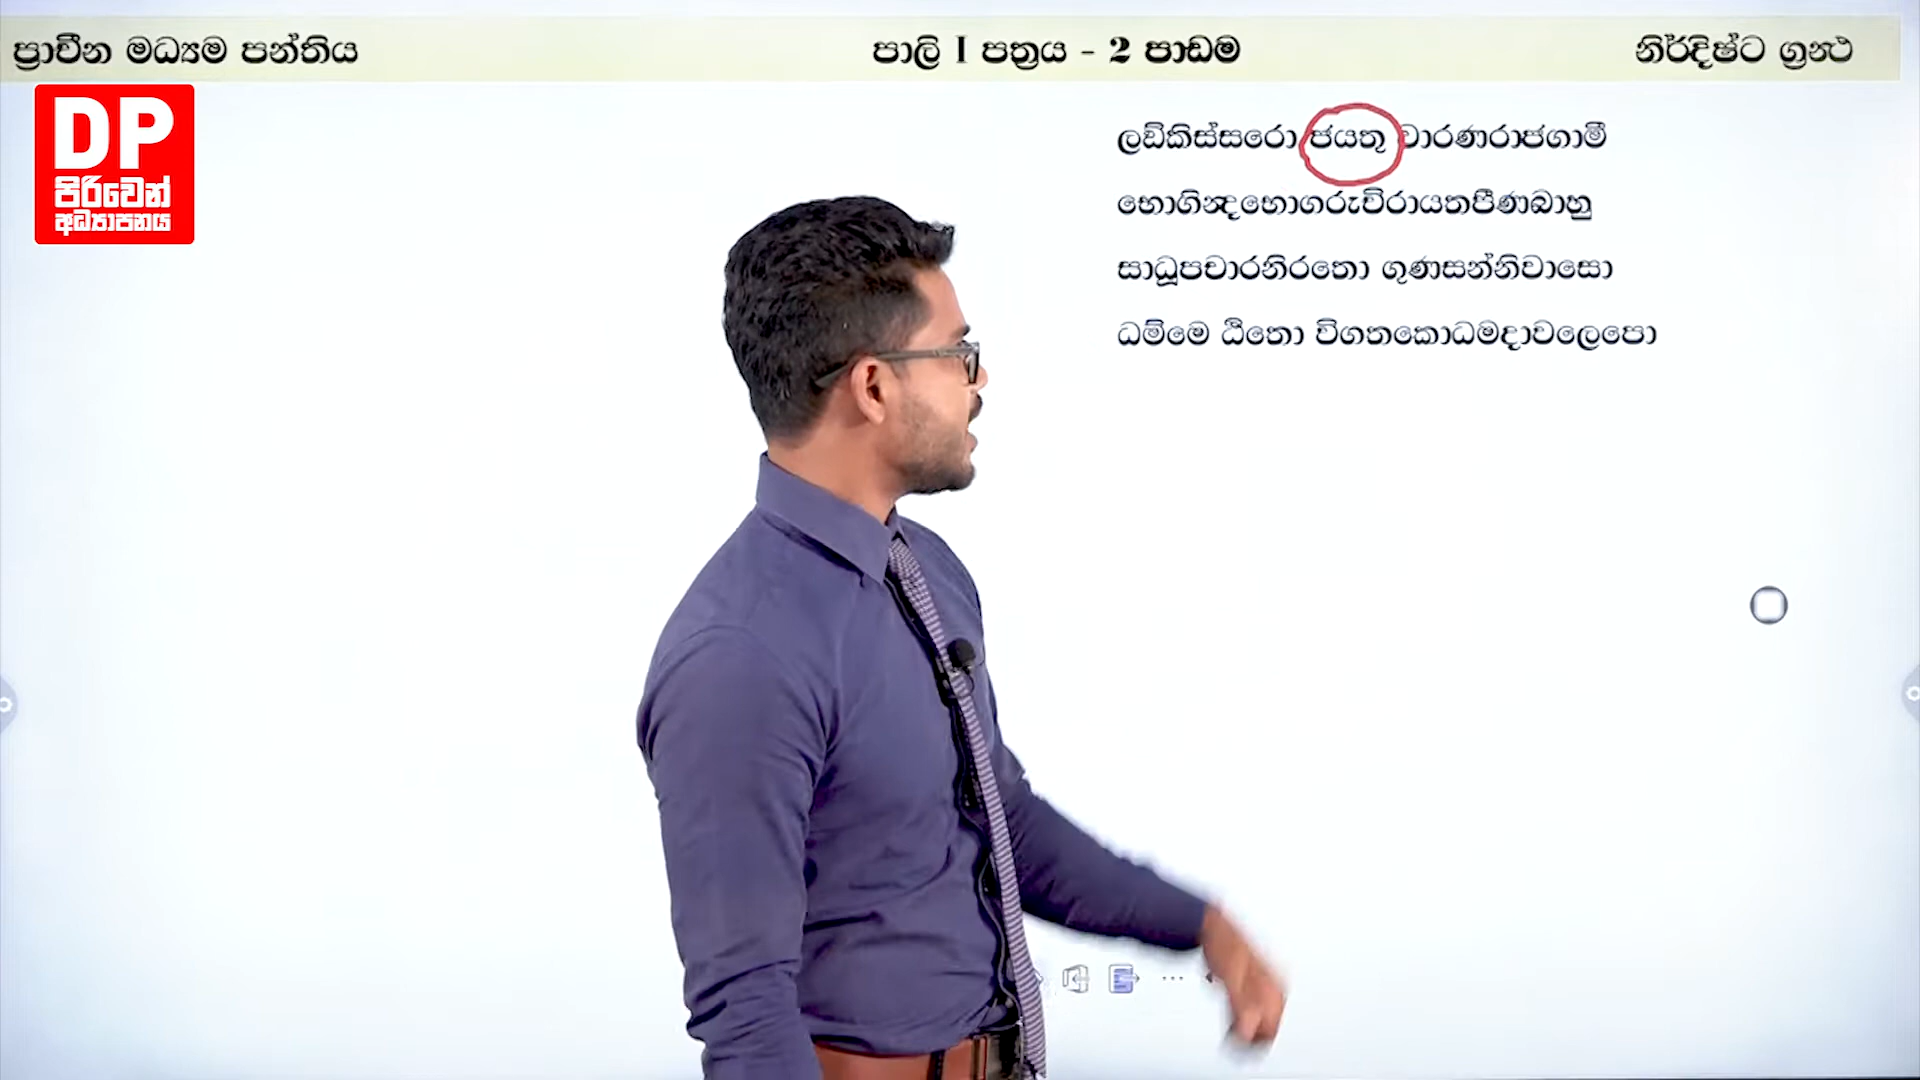 ප්‍රාචීන මධ්‍යම පන්තිය
පාලි I පත්‍රය - 2 පාඩම
නිර්දිෂ්ට ග්‍රන්ථ
DP
පිරිවෙන්
අධ්‍යාපනය
ලඞ්කිස්සරො ජයතු වාරණරාජගාමී
භොගින්දභොගරුචිරායතපීණබාහු
සාධූපචාරනිරතො ගුණසන්නිවාසො
ධම්මෙ ඨිතො විගතකොධමදාවලෙපො